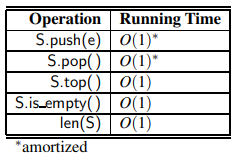 Operation Running Time
S.push(e) O(1)*
S.pop() O(1)*
S.top() O(1)
S.is_empty() O(1)
len(S) O(1)
*amortized